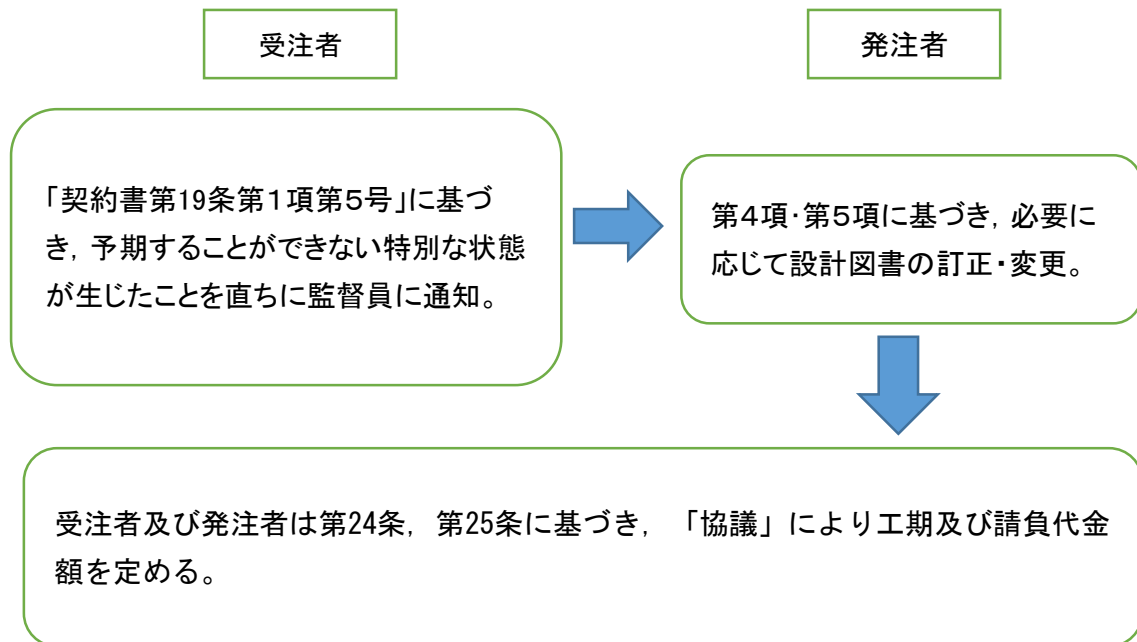 受注者
発注者
「契約書第19条第１項第５号」に基づ
き，予期することができない特別な状態
が生じたことを直ちに監督員に通知。
第４項・第５項に基づき，必要に
応じて設計図書の訂正・変更。
受注者及び発注者は第24条，第25条に基づき，「協議」により工期及び請負代金
額を定める。